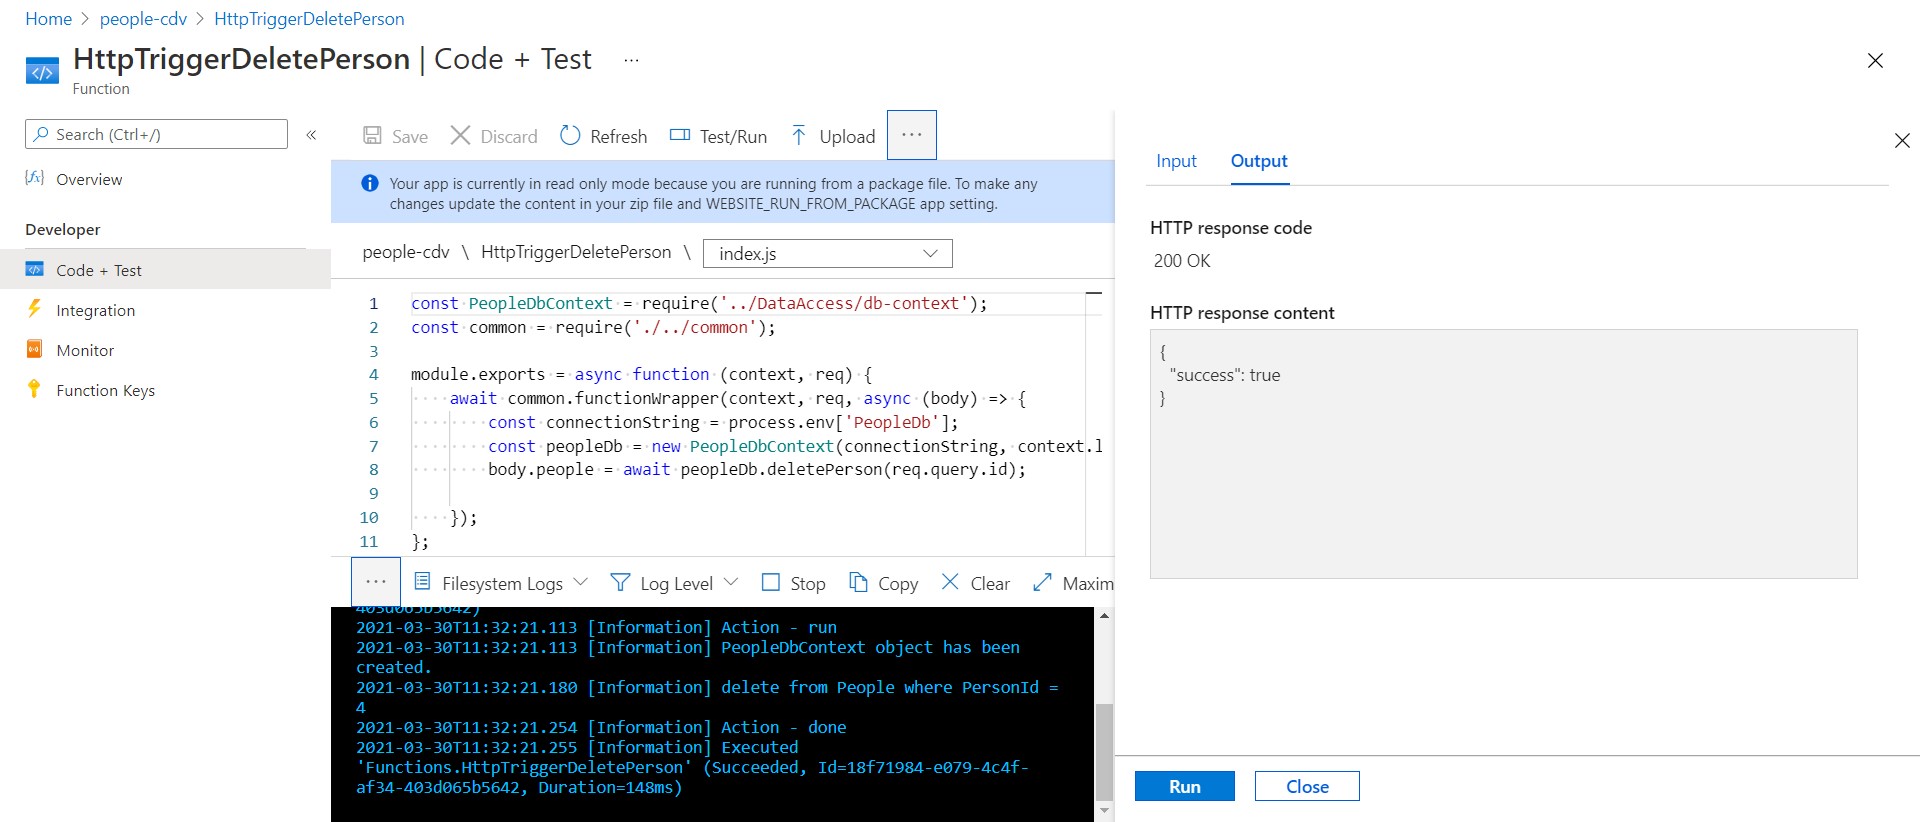 Home > people-cdv > HttpTriggerDeletePerson
HttpTriggerDeletePerson | Code + Test ...
Function
Search (Ctrl+/)
«
Overview
Developer
Code + Test
Integration
Monitor
Function Keys
Save Discard Refresh Test/Run Upload ...
Your app is currently in read only mode because you are running from a package file. To make any
changes update the content in your zip file and WEBSITE_RUN_FROM_PACKAGE app setting.
people-cdv \ HttpTriggerDeletePerson \ index.js
1 const PeopleDbContext = require('../DataAccess/db-context');
2 const common = require('./../common');
3
4 module.exports = async function (context, req) {
5 await common.functionWrapper(context, req, async (body) => {
6 const connectionString = process.env['PeopleDb'];
7 const peopleDb = new PeopleDbContext(connectionString, context.l
8 body.people = await peopleDb.deletePerson(req.query.id);
9
10 });
11 };
... Filesystem Logs Log Level Stop Copy Clear Maxim
403d065b5642)
2021-03-30T11:32:21.113 [Information] Action - run
2021-03-30T11:32:21.113 [Information] PeopleDbContext object has been
created.
2021-03-30T11:32:21.180 [Information] delete from People where PersonId =
4
2021-03-30T11:32:21.254 [Information] Action - done
2021-03-30T11:32:21.255 [Information] Executed
'Functions.HttpTriggerDeletePerson' (Succeeded, Id=18f71984-e079-4c4f-
af34-403d065b5642, Duration=148ms)
Input Output
HTTP response code
200 OK
HTTP response content
{
"success": true
}
Run Close